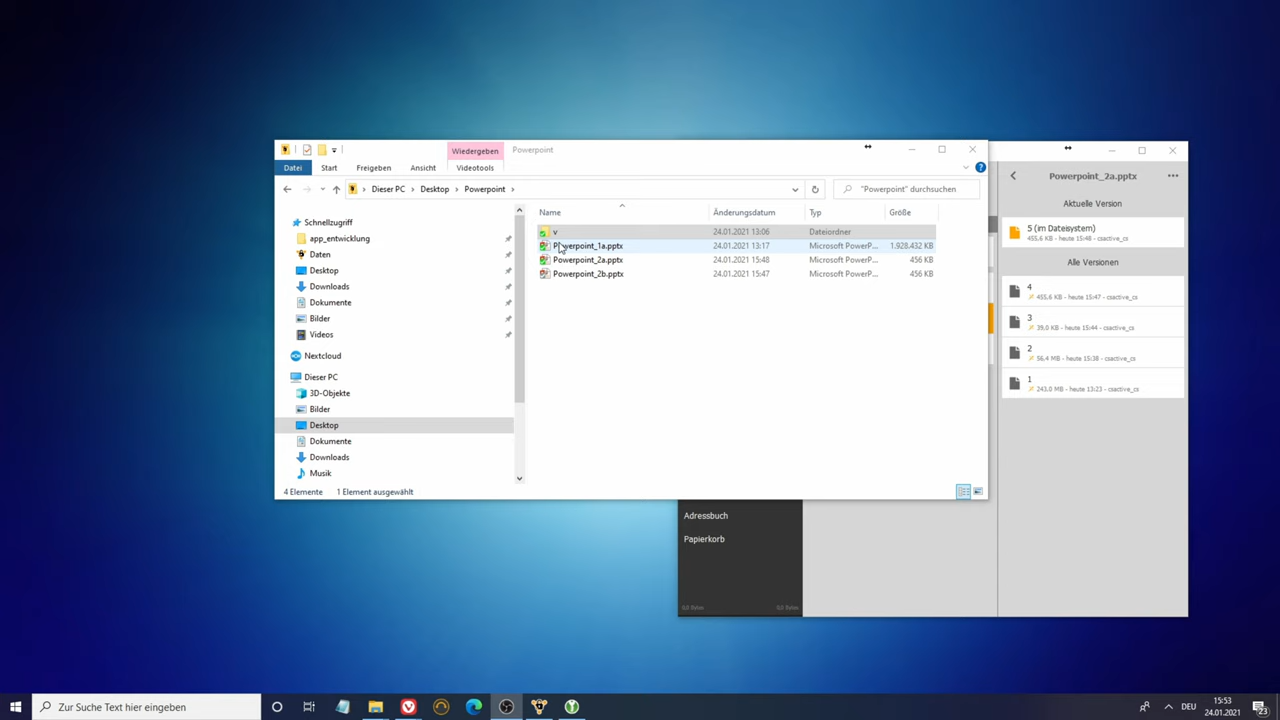 Wiedergeben
Powerpoint
Datei
Start
Freigeben
Ansicht
Videotools
Dieser PC
Desktop
Powerpoint
"Powerpoint" durchsuchen
Name
Änderungsdatum
Typ
Größe
v
24.01.2021 13:06
Dateiordner
Powerpoint_1a.pptx
24.01.2021 13:17
Microsoft PowerP...
1.928.432 KB
Powerpoint_2a.pptx
24.01.2021 15:48
Microsoft PowerP...
456 KB
Powerpoint_2b.pptx
24.01.2021 15:47
Microsoft PowerP...
456 KB
Schnellzugriff
app_entwicklung
Daten
Desktop
Downloads
Dokumente
Bilder
Videos
Nextcloud
Dieser PC
3D-Objekte
Bilder
Desktop
Dokumente
Downloads
Musik
4 Elemente
1 Element ausgewählt
Powerpoint_2a.pptx
Aktuelle Version
5 (im Dateisystem)
455,6 KB - heute 15:48 - csactive_cs
Alle Versionen
4
455,6 KB - heute 15:47 - csactive_cs
3
39,0 KB - heute 15:44 - csactive_cs
2
56,4 MB - heute 15:38 - csactive_cs
1
243,0 MB - heute 13:23 - csactive_cs
Adressbuch
Papierkorb
0,0 Bytes
0,0 Bytes
Zur Suche Text hier eingeben
DEU
15:53
24.01.2021
23